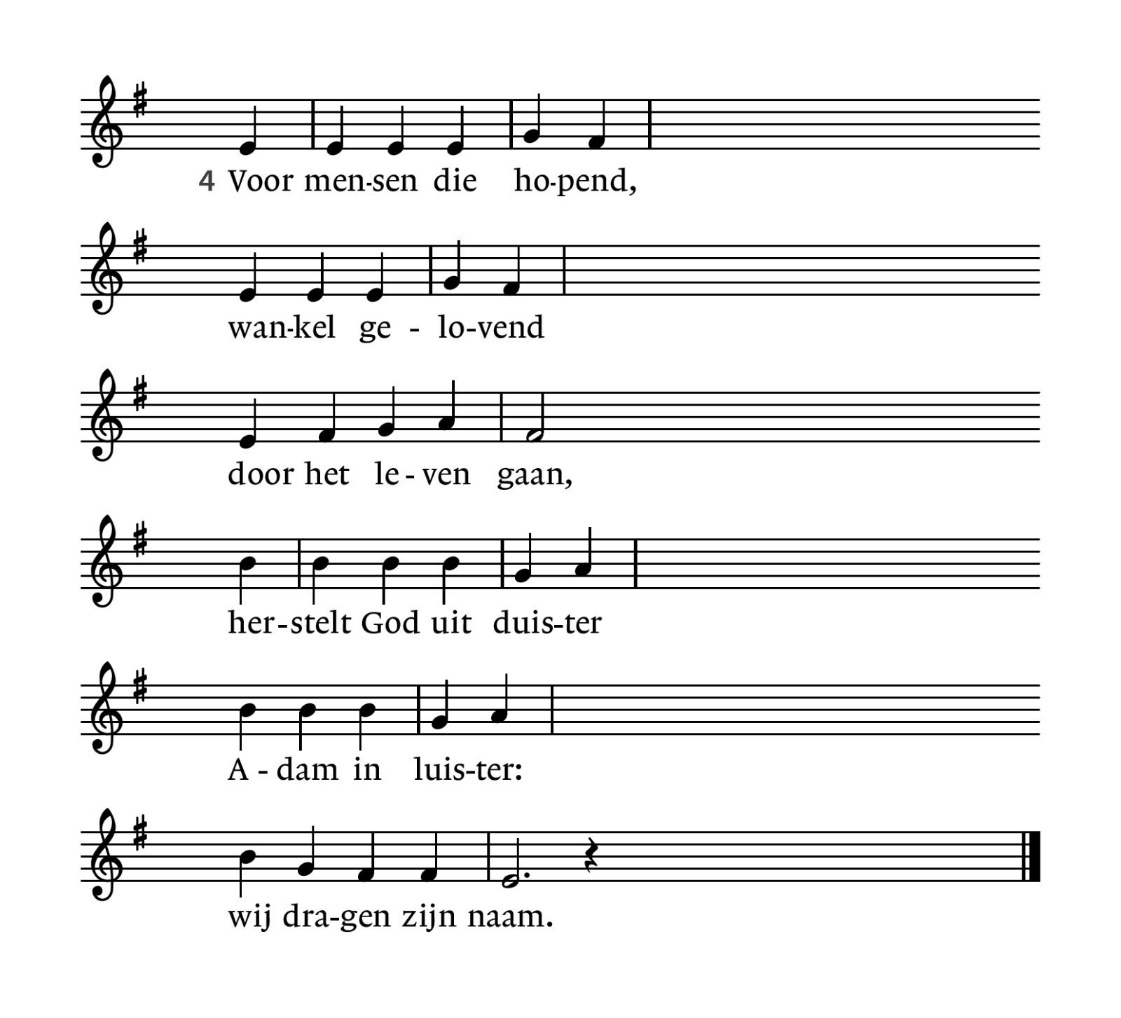 4 Voor men-sen die ho-pend,
wan-kel ge - lo-vend
door het le - ven gaan,
her-stelt God uit duis-ter
A - dam in luis-ter:
wij dra-gen zijn naam.